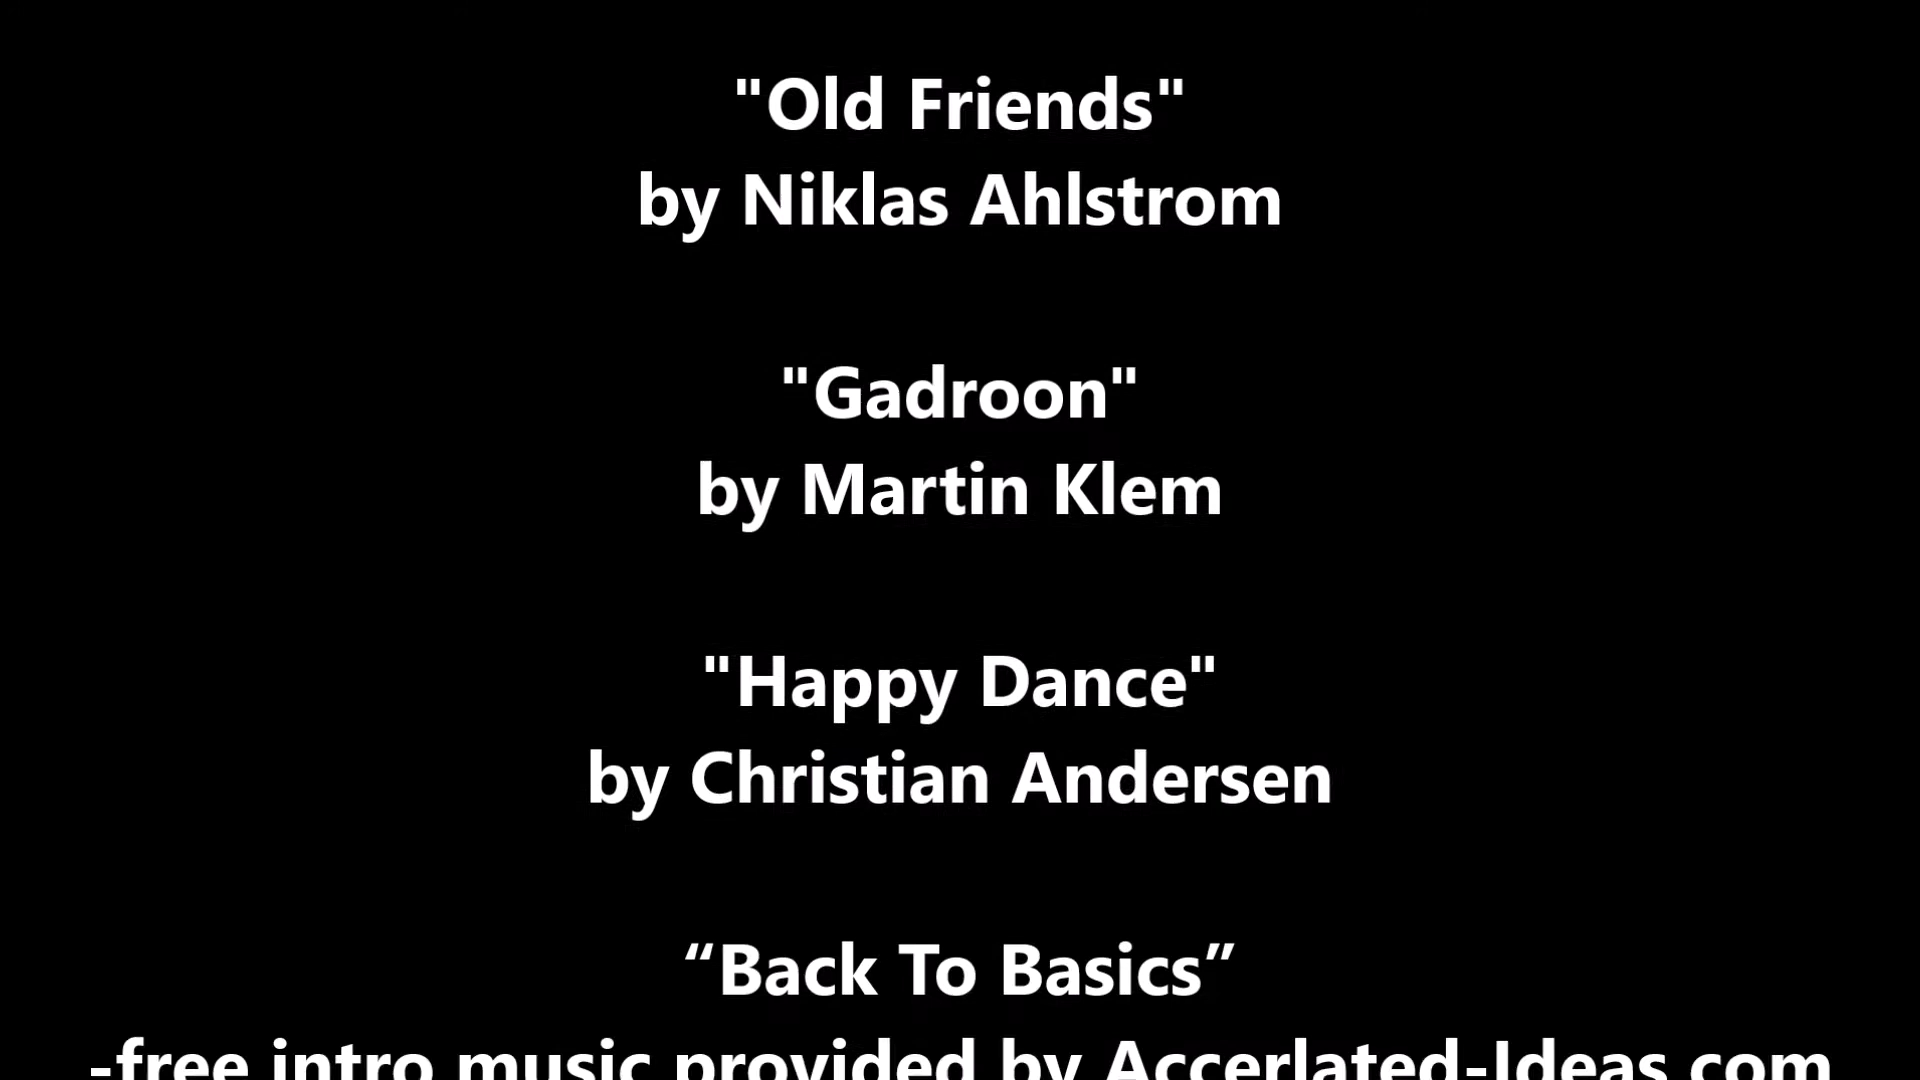 "Old Friends"
by Niklas Ahlstrom
"Gadroon"
by Martin Klem
"Happy Dance"
by Christian Andersen
“Back To Basics”
-free intro music provided by Accerlated-Ideas.com